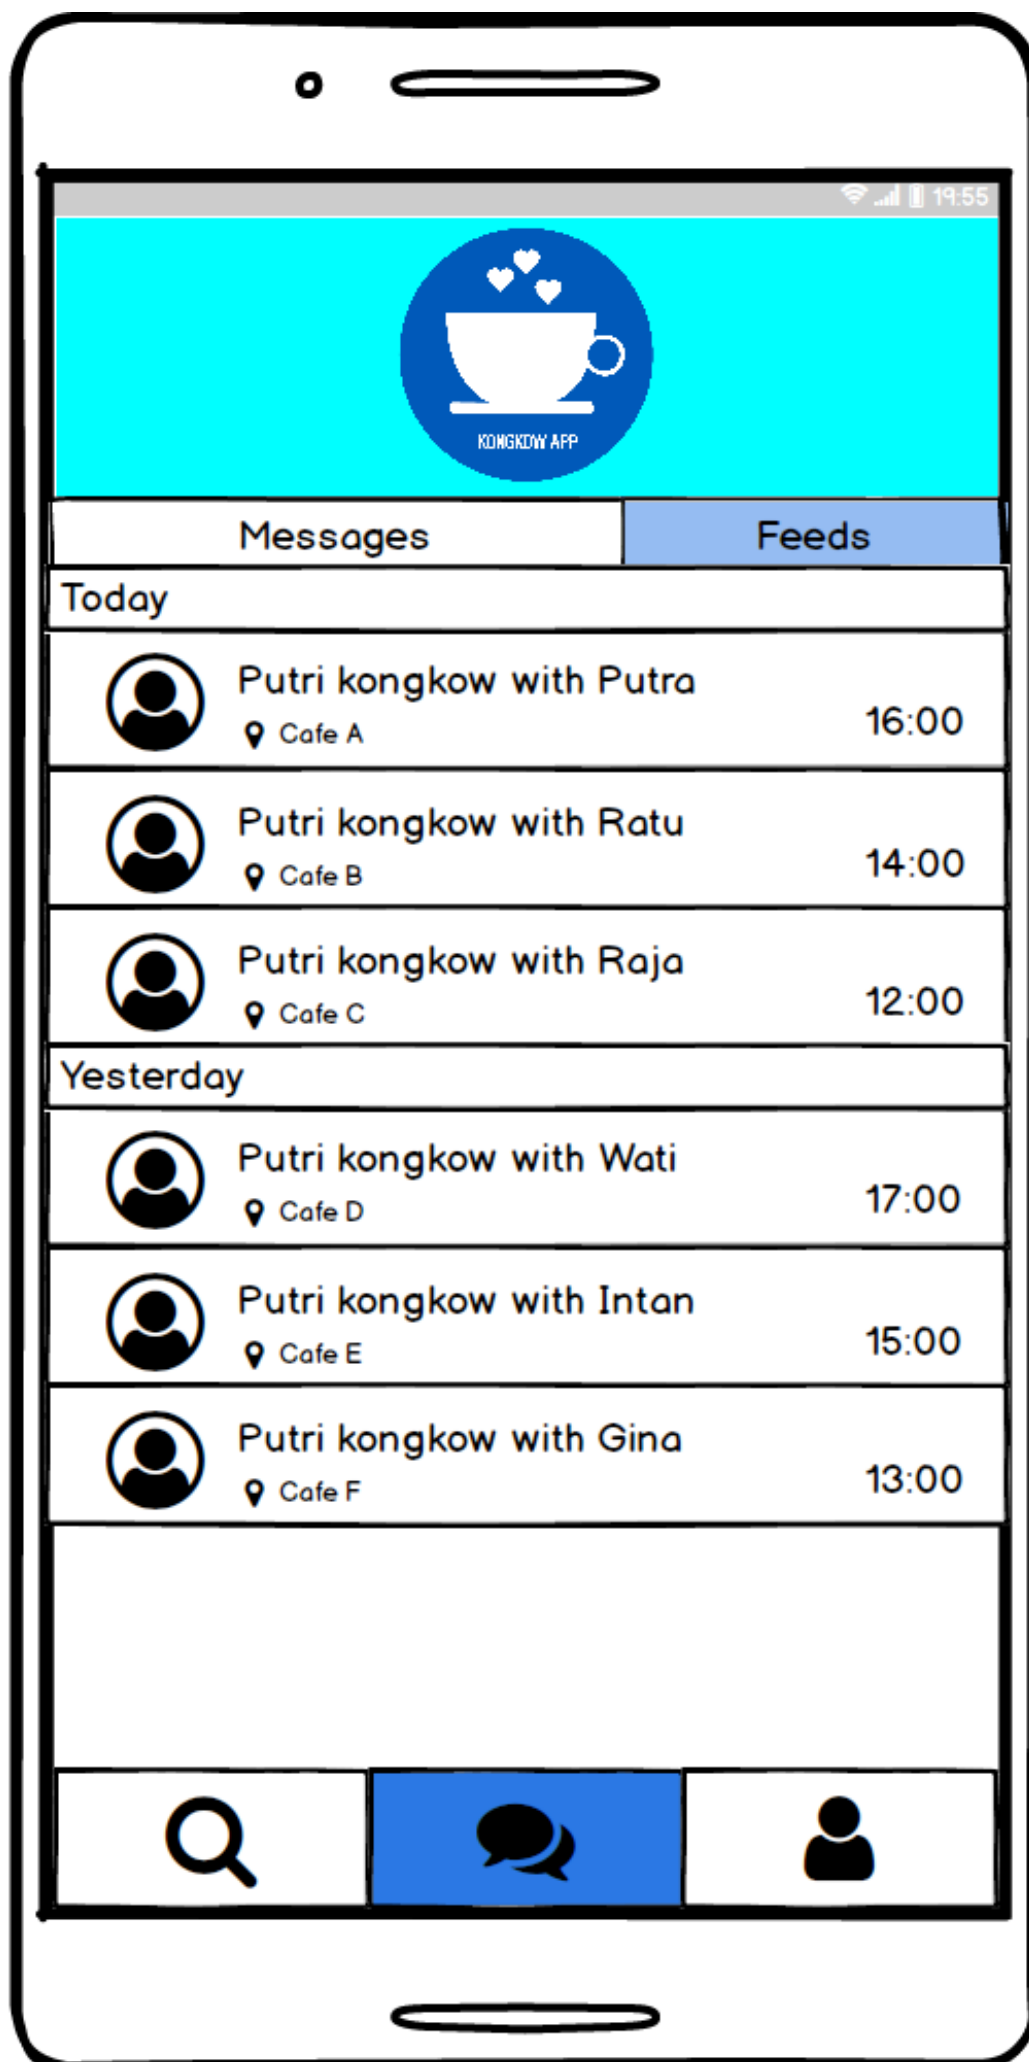 19:55
KONGKOW APP
Messages Feeds
Today
Putri kongkow with Putra
Cafe A
16:00
Putri kongkow with Ratu
Cafe B
14:00
Putri kongkow with Raja
Cafe C
12:00
Yesterday
Putri kongkow with Wati
Cafe D
17:00
Putri kongkow with Intan
Cafe E
15:00
Putri kongkow with Gina
Cafe F
13:00